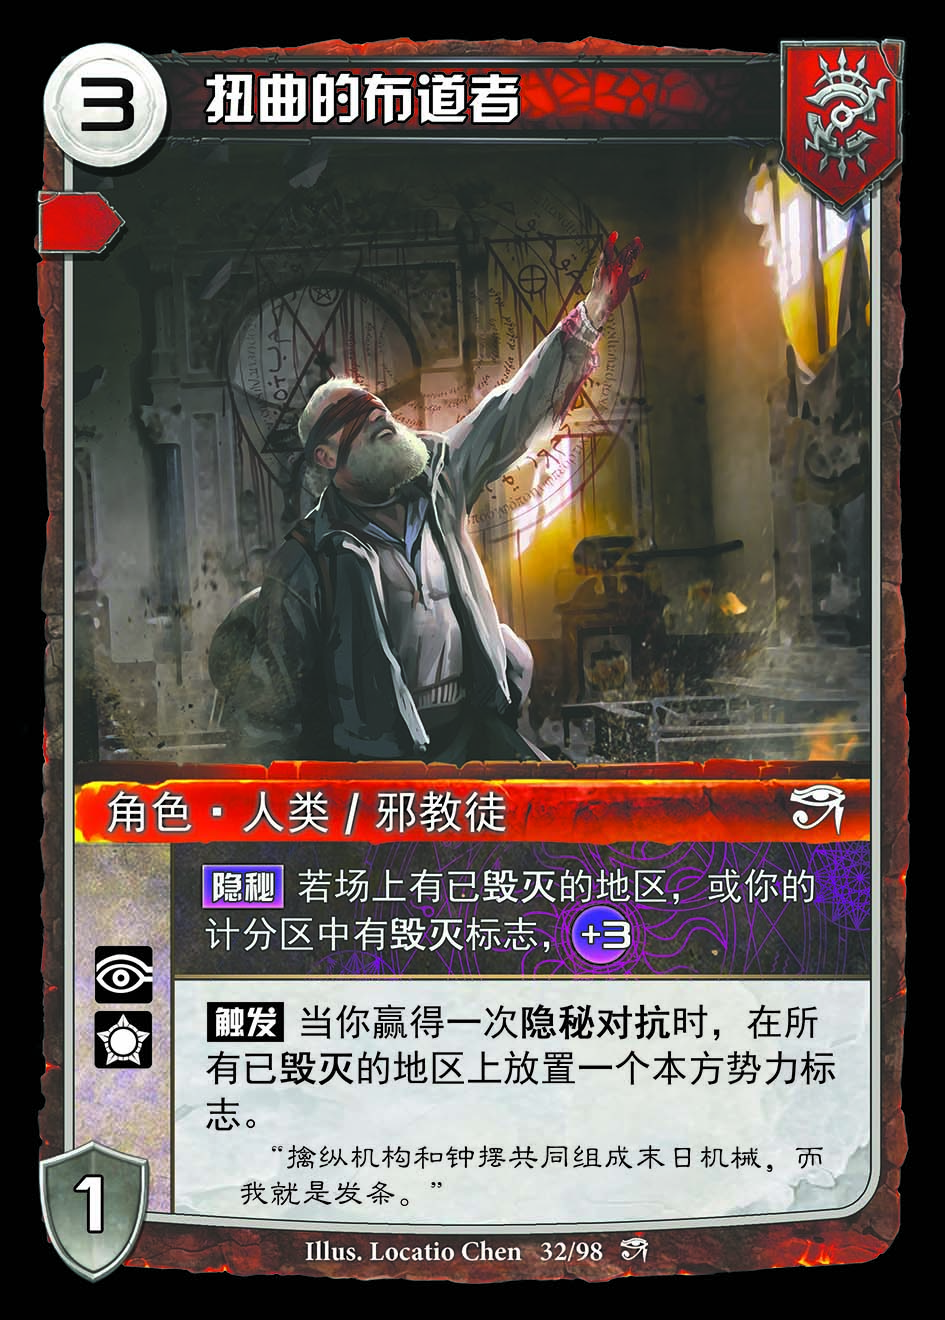 3
扭曲的布道者
角色·人类 / 邪教徒
隐秘 若场上有已毁灭的地区，或你的
计分区中有毁灭标志，+3
触发 当你赢得一次隐秘对抗时，在所
有已毁灭的地区上放置一个本方势力标
志。
“擒纵机构和钟摆共同组成末日机械，而
我就是发条。”
1
Illus. Locatio Chen 32/98